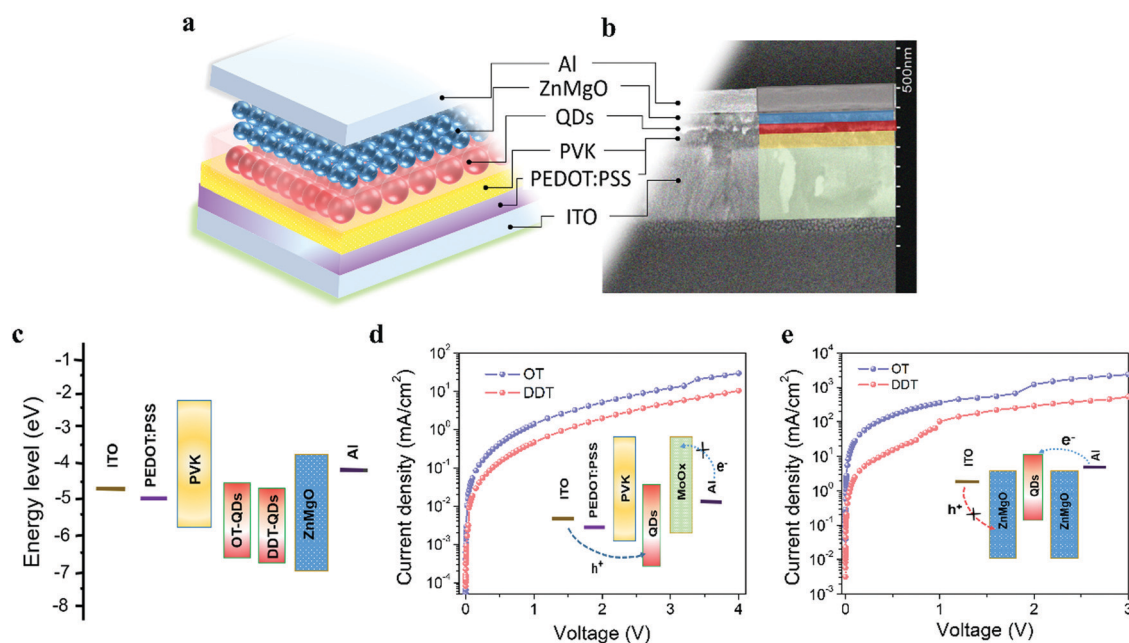 a
b
Al
ZnMgO
QDs
PVK
PEDOT:PSS
ITO
500nm
c
Energy level (eV)
-1
-2
-3
-4
-5
-6
-7
-8
ITO
PEDOT:PSS
PVK
OT-QDs
DDT-QDs
ZnMgO
Al
d
Current density (mA/cm²)
10²
10¹
10⁰
10⁻¹
10⁻²
10⁻³
10⁻⁴
OT
DDT
ITO
PEDOT:PSS
PVK
QDs
MoOx
Al
e⁻
h⁺
0 1 2 3 4
Voltage (V)
e
Current density (mA/cm²)
10⁴
10³
10²
10¹
10⁰
10⁻¹
10⁻²
10⁻³
OT
DDT
ITO
h⁺
ZnMgO
QDs
ZnMgO
e⁻
Al
0 1 2 3
Voltage (V)